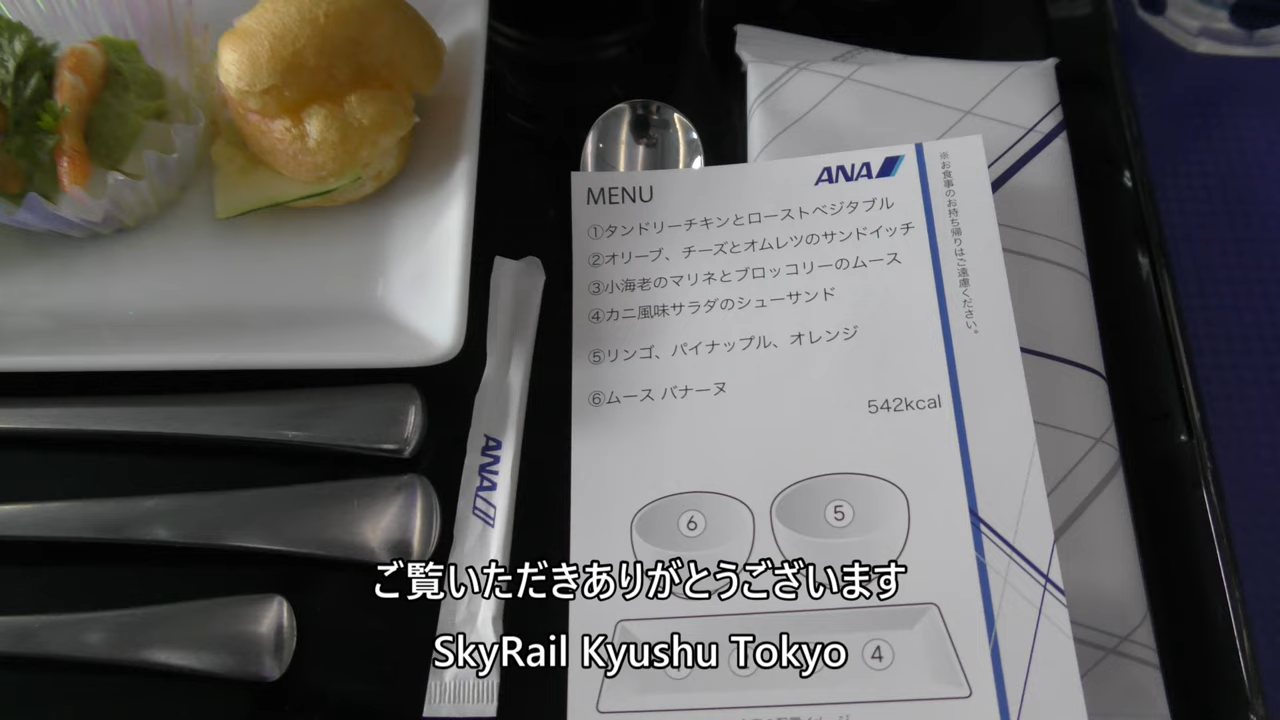 MENU
ANA
①タンドリーチキンとローストベジタブル
②オリーブ、チーズとオムレツのサンドイッチ
③小海老のマリネとブロッコリーのムース
④カニ風味サラダのシューサンド
⑤リンゴ、パイナップル、オレンジ
⑥ムース バナーヌ
542kcal
※お食事のお持ち帰りはご遠慮ください。
ANA
⑥
⑤
④
ご覧いただきありがとうございます
SkyRail Kyushu Tokyo